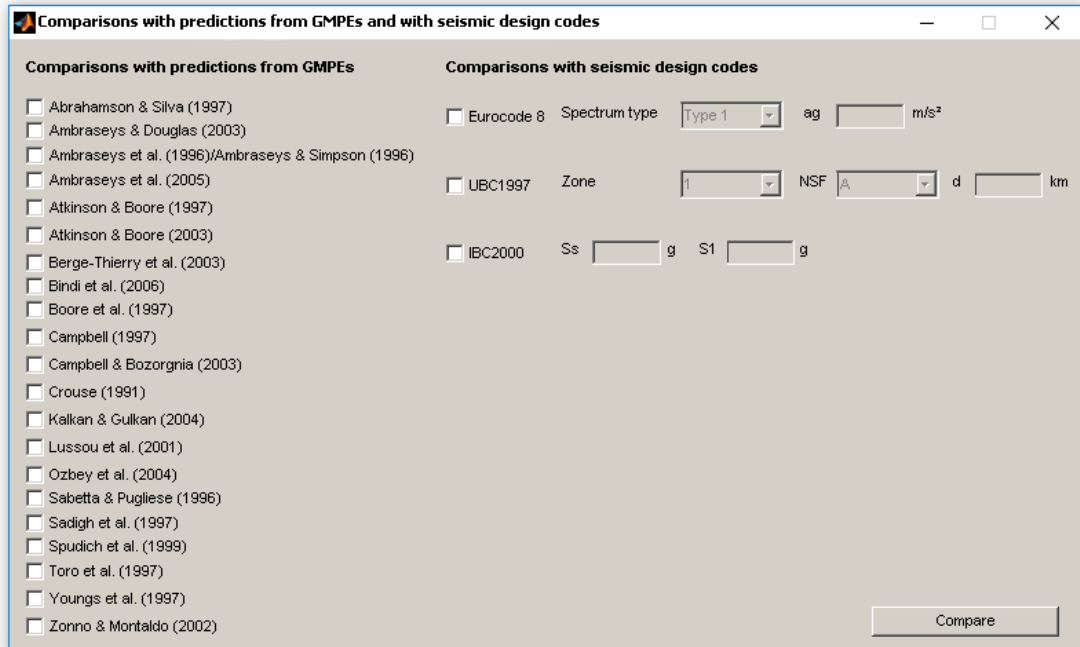 Comparisons with predictions from GMPEs and with seismic design codes
Comparisons with predictions from GMPEs
Abrahamson & Silva (1997)
Ambraseys & Douglas (2003)
Ambraseys et al. (1996)/Ambraseys & Simpson (1996)
Ambraseys et al. (2005)
Atkinson & Boore (1997)
Atkinson & Boore (2003)
Berge-Thierry et al. (2003)
Bindi et al. (2006)
Boore et al. (1997)
Campbell (1997)
Campbell & Bozorgnia (2003)
Crouse (1991)
Kalkan & Gulkan (2004)
Lussou et al. (2001)
Ozbey et al. (2004)
Sabetta & Pugliese (1996)
Sadigh et al. (1997)
Spudich et al. (1999)
Toro et al. (1997)
Youngs et al. (1997)
Zonno & Montaldo (2002)
Comparisons with seismic design codes
Eurocode 8 Spectrum type Type 1 ag m/s²
UBC1997 Zone 1 NSF A d km
IBC2000 Ss g S1 g
Compare